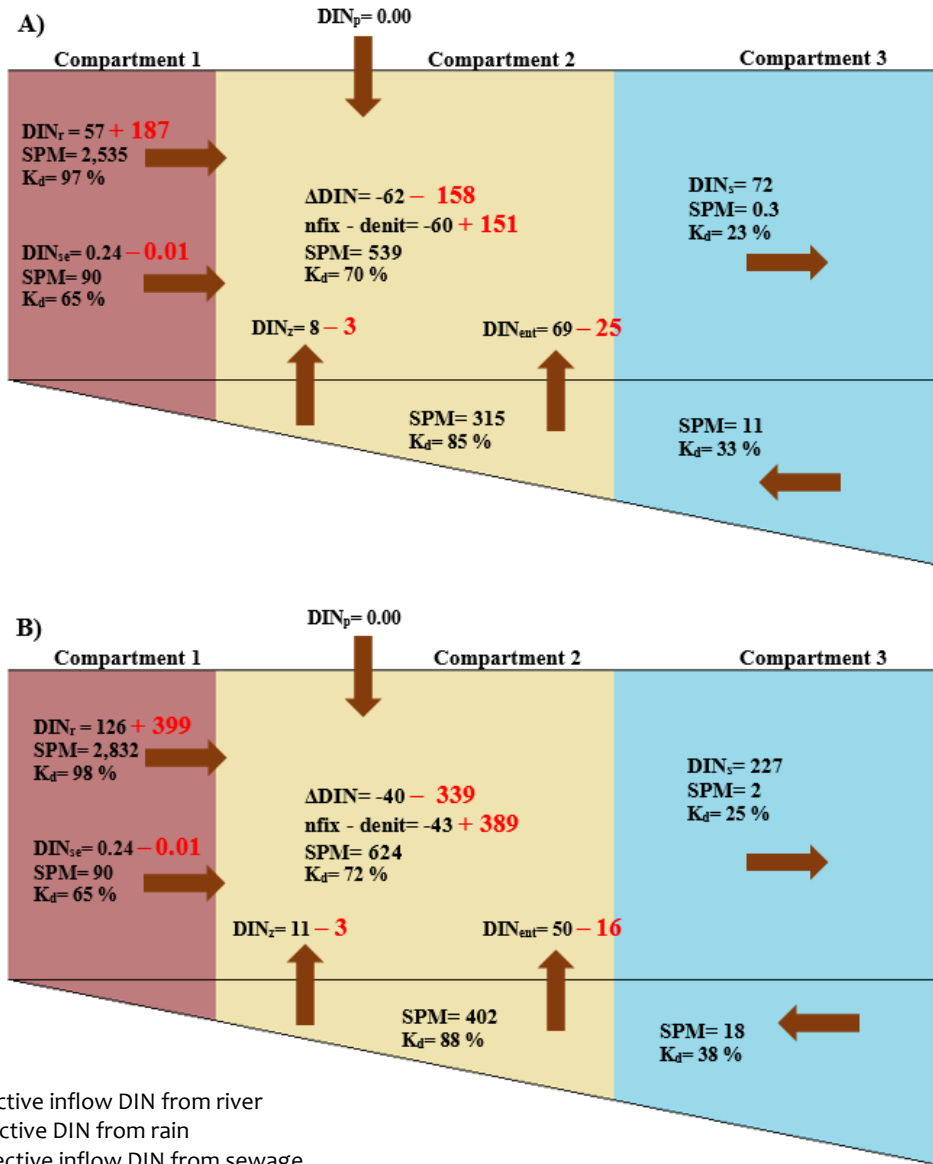 A)
DINp = 0.00
Compartment 1
Compartment 2
Compartment 3
DINr = 57 + 187
SPM= 2,535
Kd= 97 %
DINse= 0.24 – 0.01
SPM= 90
Kd= 65 %
ΔDIN= -62 – 158
nfix - denit= -60 + 151
SPM = 539
Kd= 70 %
DINs= 72
SPM= 0.3
Kd= 23 %
DINz= 8 – 3
DINent= 69 – 25
SPM= 315
Kd= 85 %
SPM= 11
Kd= 33 %
B)
DINp= 0.00
Compartment 1
Compartment 2
Compartment 3
DINr = 126 + 399
SPM= 2,832
Kd= 98 %
DINse= 0.24 – 0.01
SPM= 90
Kd= 65 %
ΔDIN= -40 – 339
nfix - denit= -43 + 389
SPM= 624
Kd= 72 %
DINs= 227
SPM= 2
Kd= 25 %
DINz= 11 – 3
DINent= 50 – 16
SPM= 402
Kd= 88 %
SPM= 18
Kd= 38 %
ctive inflow DIN from river
ctive DIN from rain
ective inflow DIN from sewage